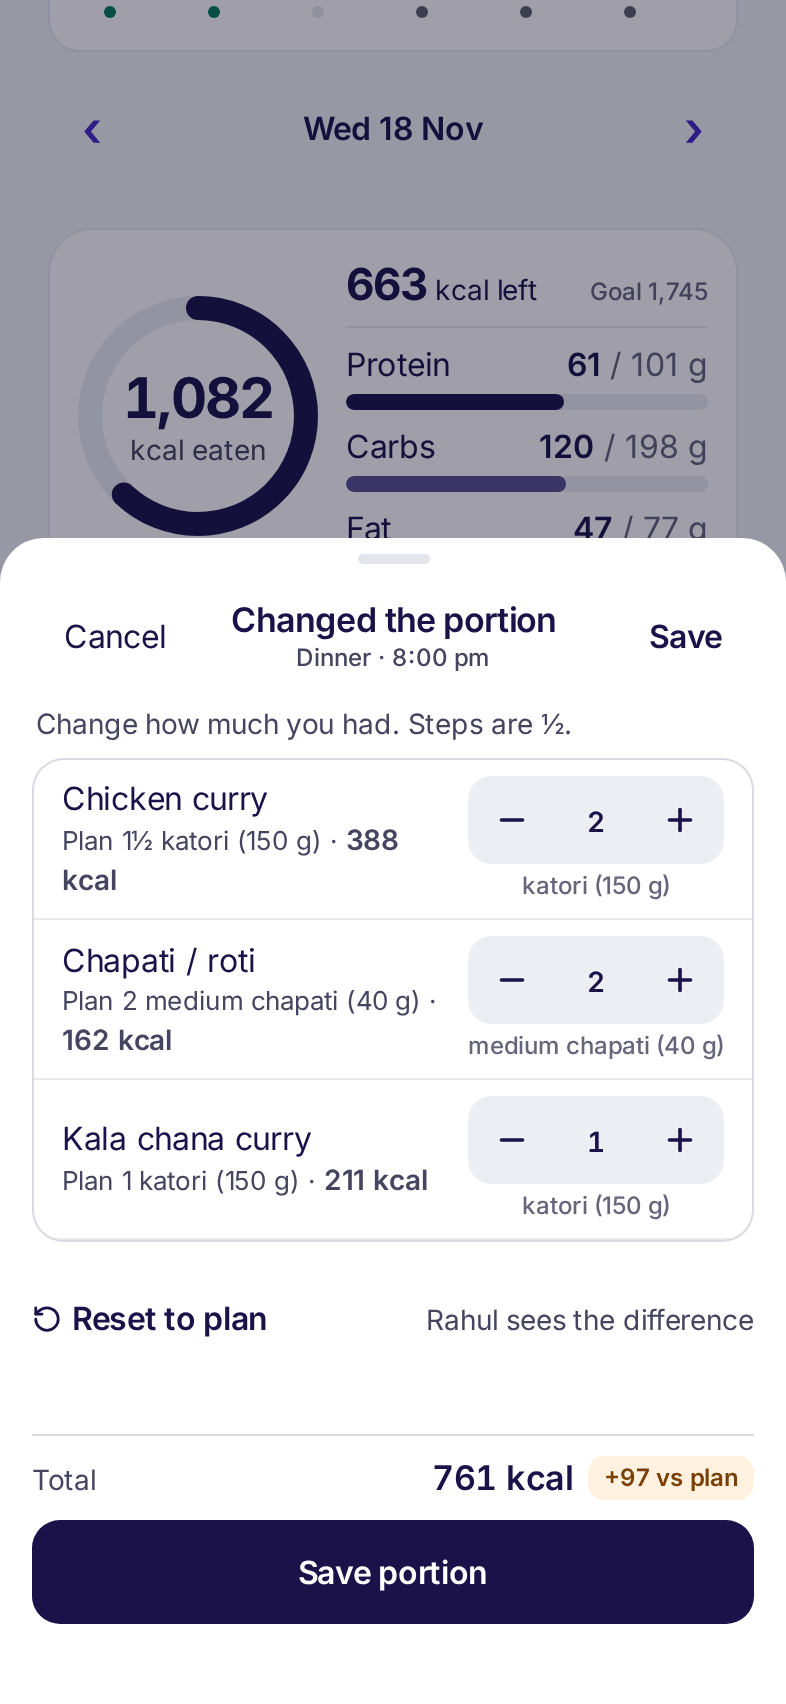 Wed 18 Nov
663 kcal left Goal 1,745
1,082
kcal eaten
Protein 61 / 101 g
Carbs 120 / 198 g
Fat 47 / 77 g
Cancel Changed the portion Save
Dinner · 8:00 pm
Change how much you had. Steps are ½.
Chicken curry
Plan 1½ katori (150 g) · 388
kcal
− 2 +
katori (150 g)
Chapati / roti
Plan 2 medium chapati (40 g) ·
162 kcal
− 2 +
medium chapati (40 g)
Kala chana curry
Plan 1 katori (150 g) · 211 kcal
− 1 +
katori (150 g)
Reset to plan Rahul sees the difference
Total 761 kcal +97 vs plan
Save portion